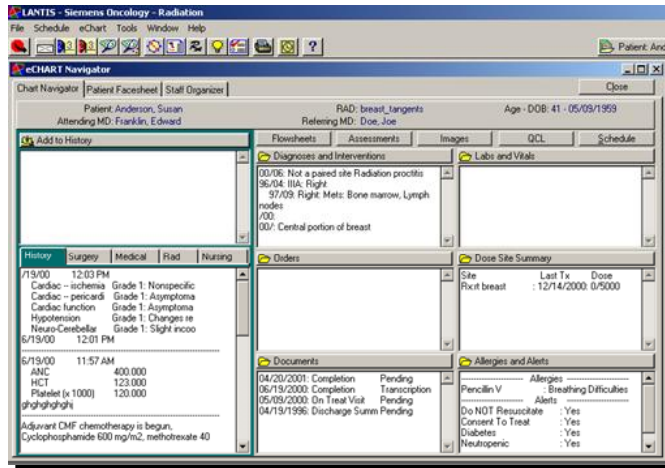 LANTIS - Siemens Oncology - Radiation
File Schedule eChart Tools Window Help
Patient: And
eCHART Navigator
Chart Navigator Patient Facesheet Staff Organizer Close
Patient: Anderson, Susan RAD: breast_tangents Age - DOB: 41 - 05/09/1959
Attending MD: Franklin, Edward Referring MD: Doe, Joe
Add to History
Flowsheets Assessments Images QCL Schedule
Diagnoses and Interventions
00/06: Not a paired site Radiation proctitis
96/04: IIIA: Right
97/09: Right: Mets: Bone marrow, Lymph
nodes
/00:
00/: Central portion of breast
Labs and Vitals
History Surgery Medical Rad Nursing
/19/00 12:03 PM
Cardiac -- ischemia Grade 1: Nonspecific
Cardiac -- pericardi Grade 1: Asymptoma
Cardiac function Grade 1: Asymptoma
Hypotension Grade 1: Changes re
Neuro-Cerebellar Grade 1: Slight incoo
6/19/00 12:01 PM
6/19/00 11:57 AM
ANC 400.000
HCT 123.000
Platelet (x 1000) 120.000
ghghghghghj
Adjuvant CMF chemotherapy is begun,
Cyclophosphamide 600 mg/m2, methotrexate 40
Orders
Dose Site Summary
Site Last Tx Dose
Rx:rt breast : 12/14/2000: 0/5000
Documents
04/20/2001: Completion Pending
06/19/2000: Completion Transcription
05/09/2000: On Treat Visit Pending
04/19/1996: Discharge Summ Pending
Allergies and Alerts
Allergies
Pencillin V : Breathing Difficulties
Alerts
Do NOT Resuscitate : Yes
Consent To Treat : Yes
Diabetes : Yes
Neutropenic : Yes